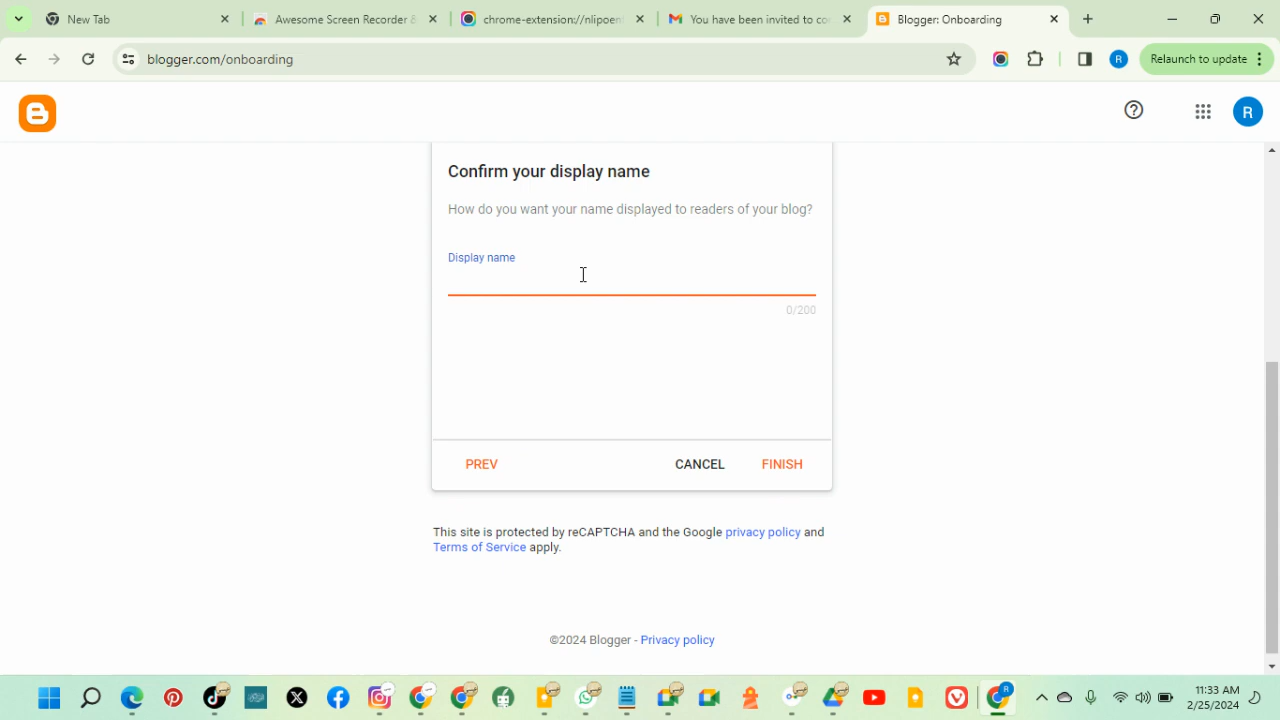 New Tab
Awesome Screen Recorder &
chrome-extension://nlipoen
You have been invited to co
Blogger: Onboarding
blogger.com/onboarding
R
Relaunch to update
R
Confirm your display name
How do you want your name displayed to readers of your blog?
Display name
0/200
PREV
CANCEL
FINISH
This site is protected by reCAPTCHA and the Google privacy policy and
Terms of Service apply.
©2024 Blogger - Privacy policy
R
11:33 AM
2/25/2024